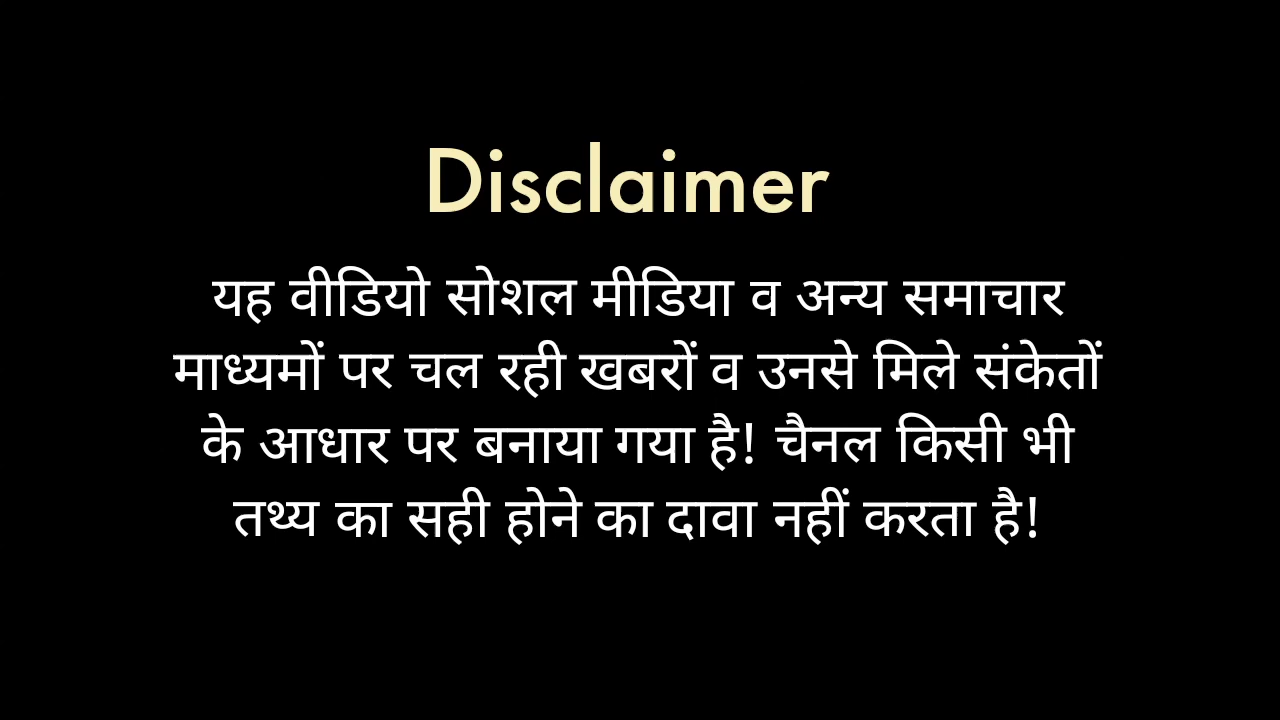 Disclaimer
यह वीडियो सोशल मीडिया व अन्य समाचार
माध्यमों पर चल रही खबरों व उनसे मिले संकेतों
के आधार पर बनाया गया है! चैनल किसी भी
तथ्य का सही होने का दावा नहीं करता है!